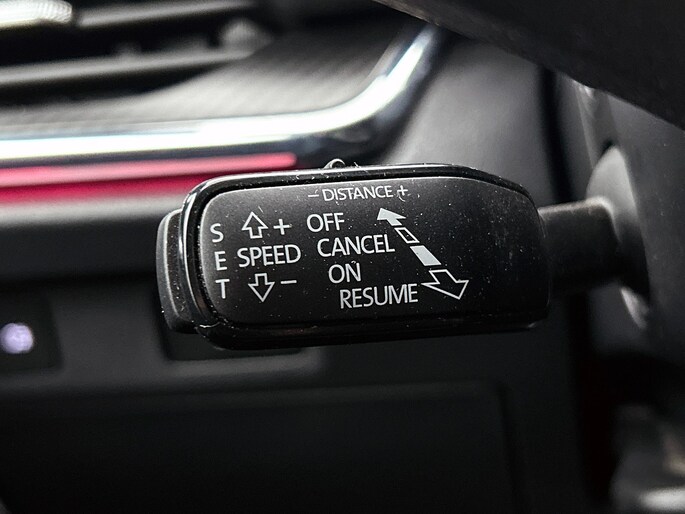 − DISTANCE +
S + OFF
E SPEED CANCEL
T − ON
RESUME